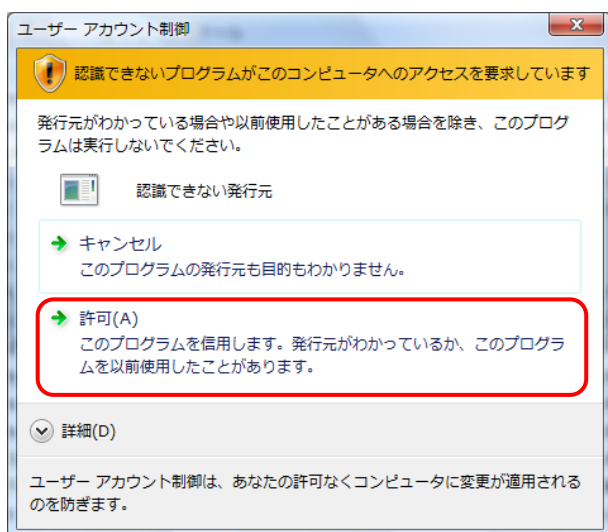 ユーザー アカウント制御
認識できないプログラムがこのコンピュータへのアクセスを要求しています
発行元がわかっている場合や以前使用したことがある場合を除き、このプログ
ラムは実行しないでください。
認識できない発行元
キャンセル
このプログラムの発行元も目的もわかりません。
許可(A)
このプログラムを信用します。発行元がわかっているか、このプログラ
ムを以前使用したことがあります。
詳細(D)
ユーザー アカウント制御は、あなたの許可なくコンピュータに変更が適用される
のを防ぎます。